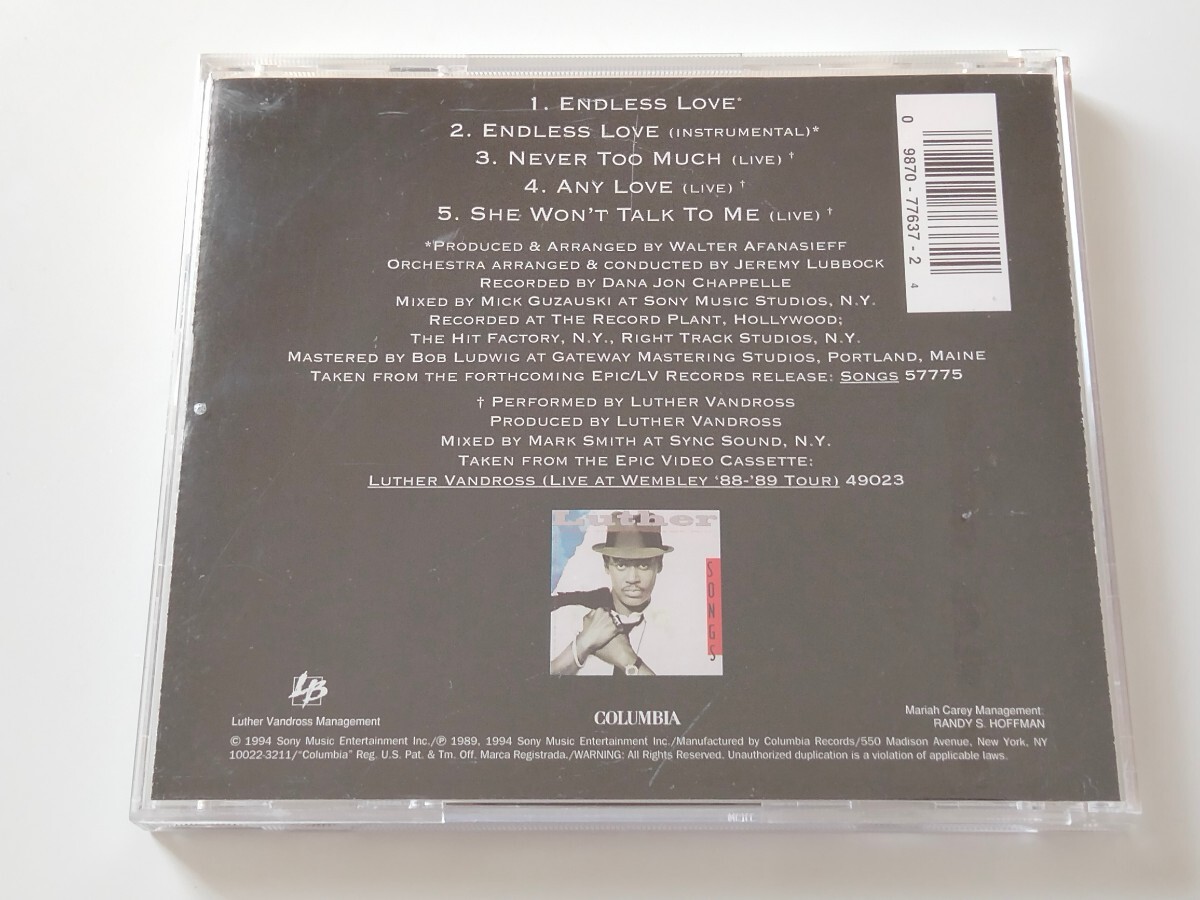 1. ENDLESS LOVE*
2. ENDLESS LOVE (INSTRUMENTAL)*
3. NEVER TOO MUCH (LIVE) †
4. ANY LOVE (LIVE) †
5. SHE WON'T TALK TO ME (LIVE) †
*PRODUCED & ARRANGED BY WALTER AFANASIEFF
ORCHESTRA ARRANGED & CONDUCTED BY JEREMY LUBBOCK
RECORDED BY DANA JON CHAPPELLE
MIXED BY MICK GUZAUSKI AT SONY MUSIC STUDIOS, N.Y.
RECORDED AT THE RECORD PLANT, HOLLYWOOD;
THE HIT FACTORY, N.Y., RIGHT TRACK STUDIOS, N.Y.
MASTERED BY BOB LUDWIG AT GATEWAY MASTERING STUDIOS, PORTLAND, MAINE
TAKEN FROM THE FORTHCOMING EPIC/LV RECORDS RELEASE: SONGS 57775
† PERFORMED BY LUTHER VANDROSS
PRODUCED BY LUTHER VANDROSS
MIXED BY MARK SMITH AT SYNC SOUND, N.Y.
TAKEN FROM THE EPIC VIDEO CASSETTE:
LUTHER VANDROSS (LIVE AT WEMBLEY '88-'89 TOUR) 49023
0 9870-77637-2 4
Luther
SONGS
LB
Luther Vandross Management
COLUMBIA
Mariah Carey Management:
RANDY S. HOFFMAN
© 1994 Sony Music Entertainment Inc./℗ 1989, 1994 Sony Music Entertainment Inc./Manufactured by Columbia Records/550 Madison Avenue, New York, NY
10022-3211/"Columbia" Reg. U.S. Pat. & Tm. Off. Marca Registrada./WARNING: All Rights Reserved. Unauthorized duplication is a violation of applicable laws.